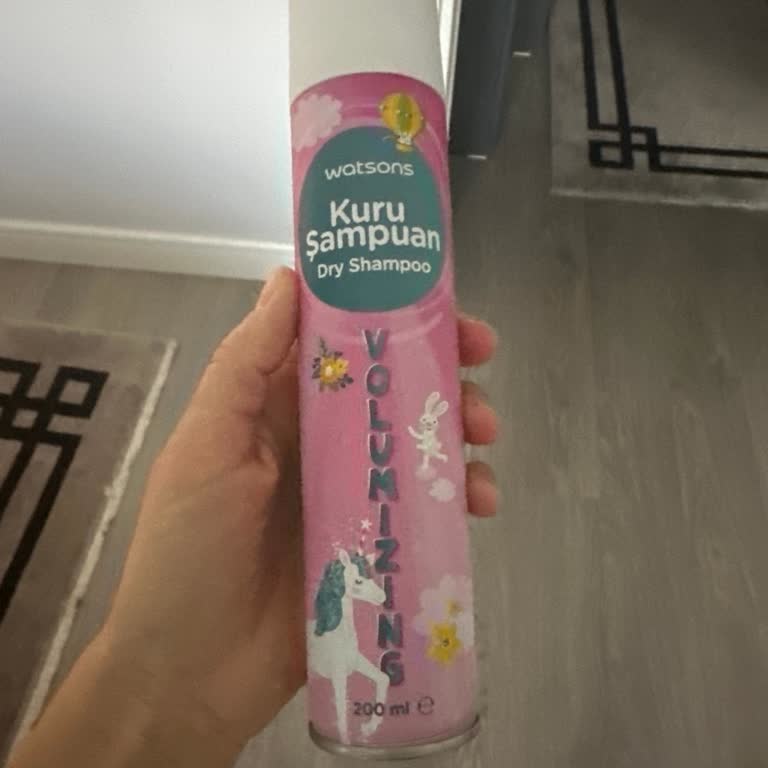 watsons
Kuru
Şampuan
Dry Shampoo
VOLUMIZING
200 ml ℮